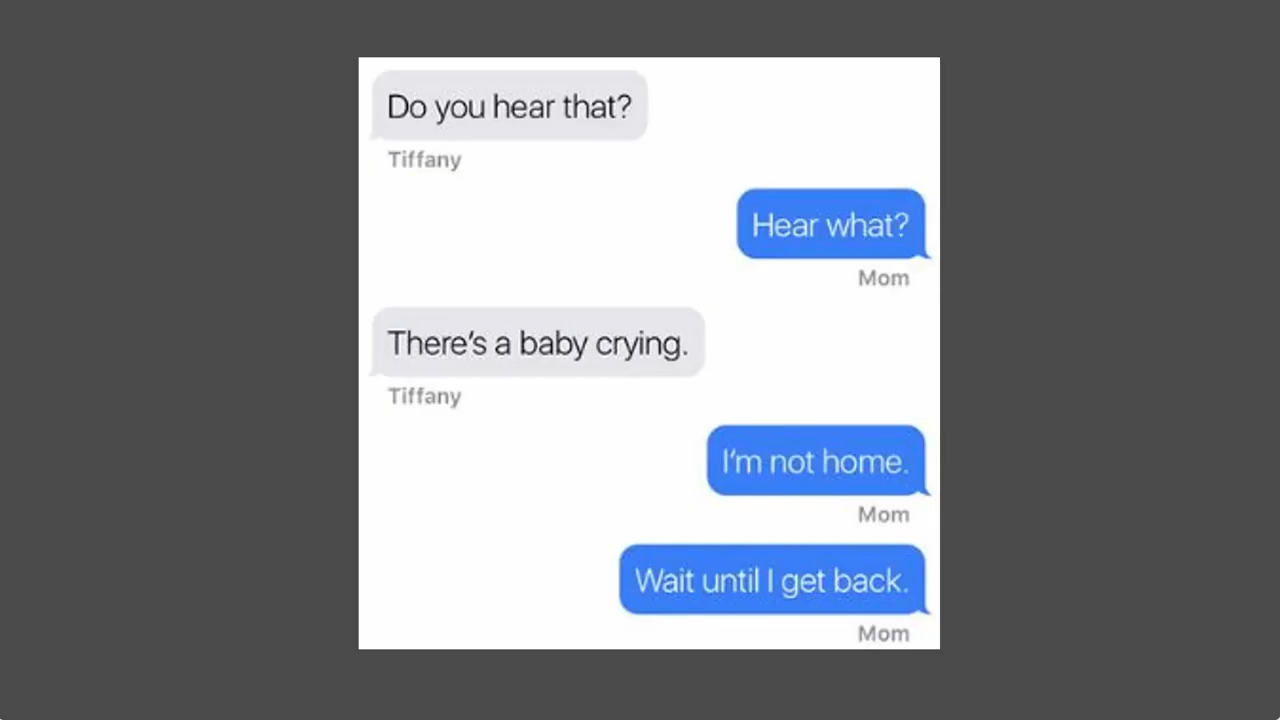 Do you hear that?
Tiffany
Hear what?
Mom
There's a baby crying.
Tiffany
I'm not home.
Mom
Wait until I get back.
Mom